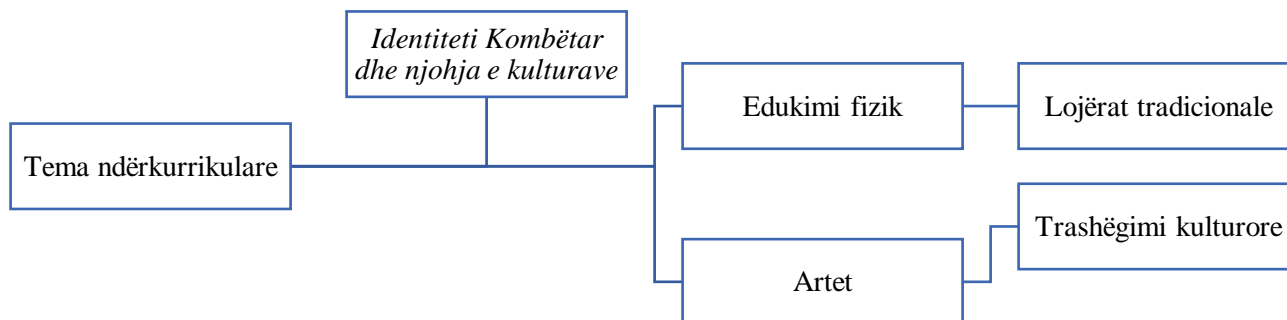 Identiteti Kombëtar
dhe njohja e kulturave
Edukimi fizik
Lojërat tradicionale
Tema ndërkurrikulare
Trashëgimi kulturore
Artet